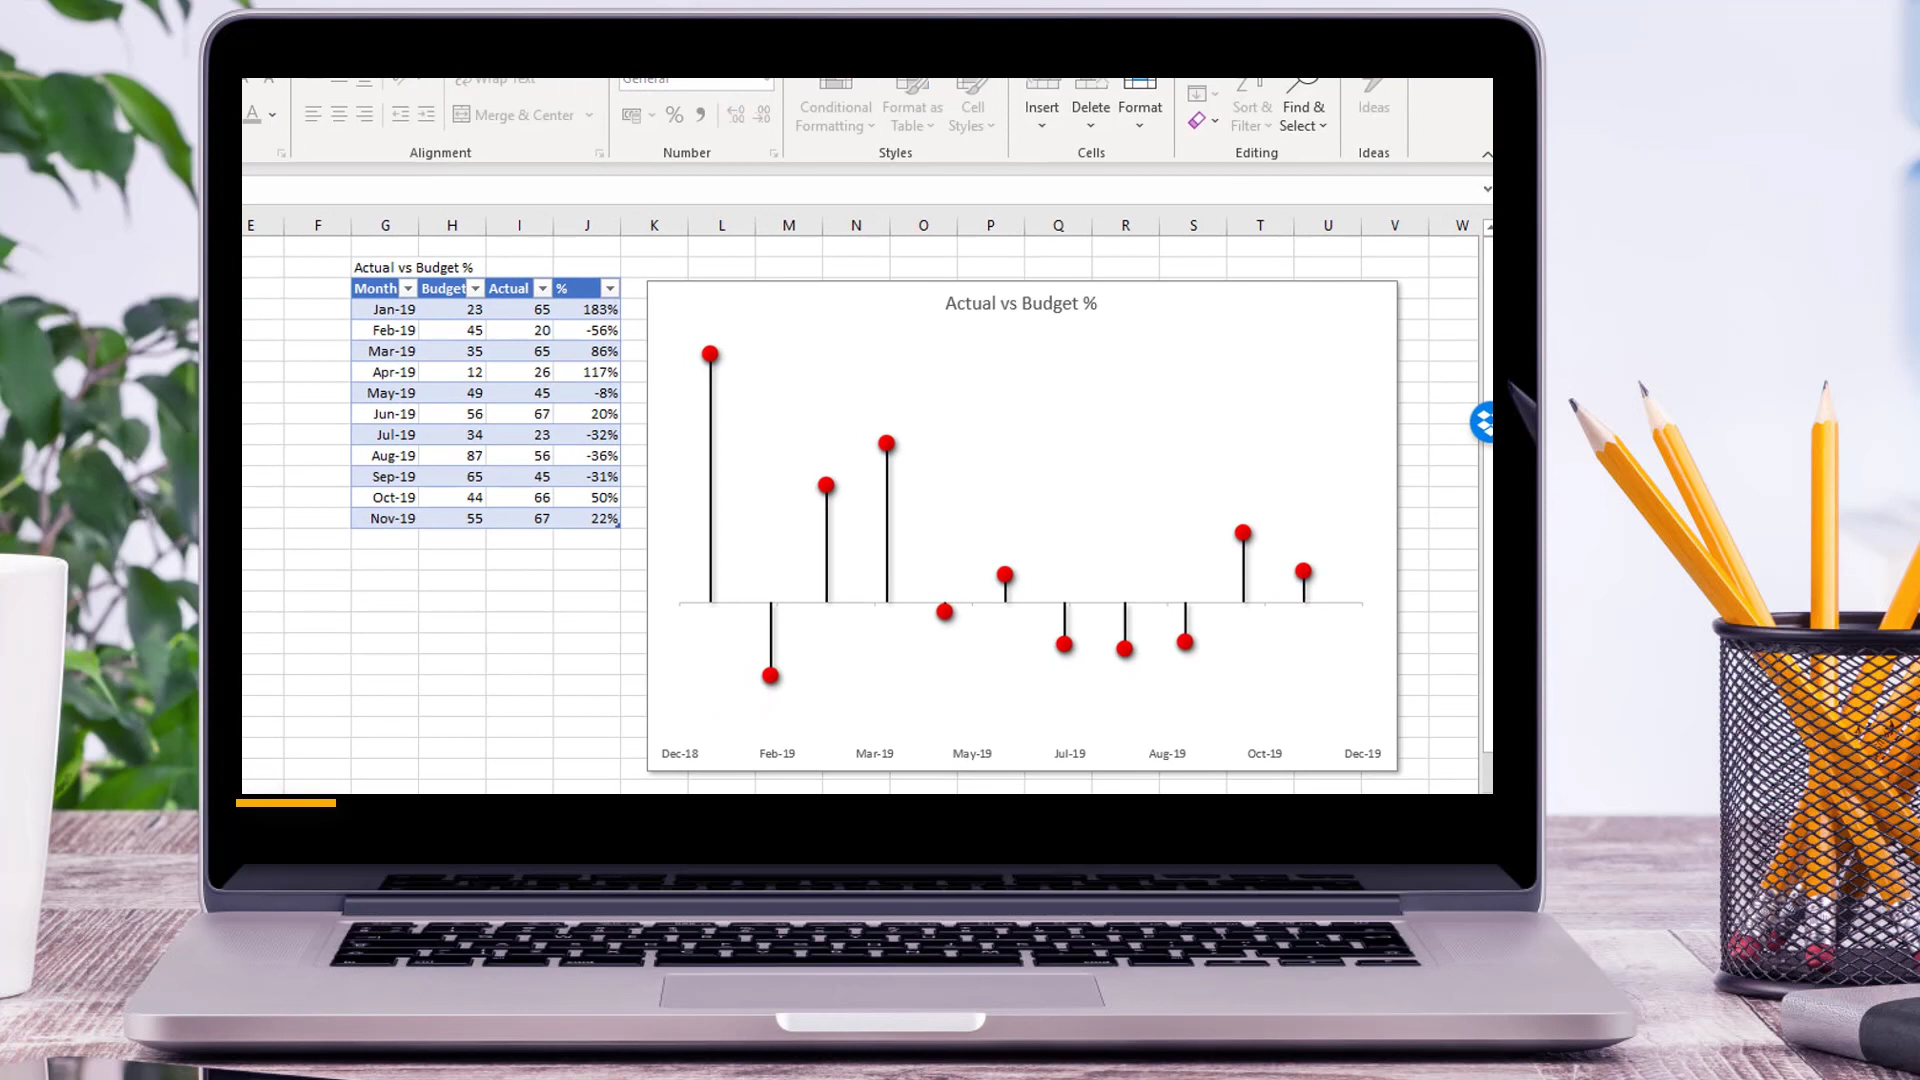 Wrap Text
General
Merge & Center
Conditional Formatting
Format as Table
Cell Styles
Insert
Delete
Format
Sort & Filter
Find & Select
Ideas
Alignment
Number
Styles
Cells
Editing
Ideas
E F G H I J K L M N O P Q R S T U V W
Actual vs Budget %
Month Budget Actual %
Jan-19 23 65 183%
Feb-19 45 20 -56%
Mar-19 35 65 86%
Apr-19 12 26 117%
May-19 49 45 -8%
Jun-19 56 67 20%
Jul-19 34 23 -32%
Aug-19 87 56 -36%
Sep-19 65 45 -31%
Oct-19 44 66 50%
Nov-19 55 67 22%
Actual vs Budget %
Dec-18 Feb-19 Mar-19 May-19 Jul-19 Aug-19 Oct-19 Dec-19